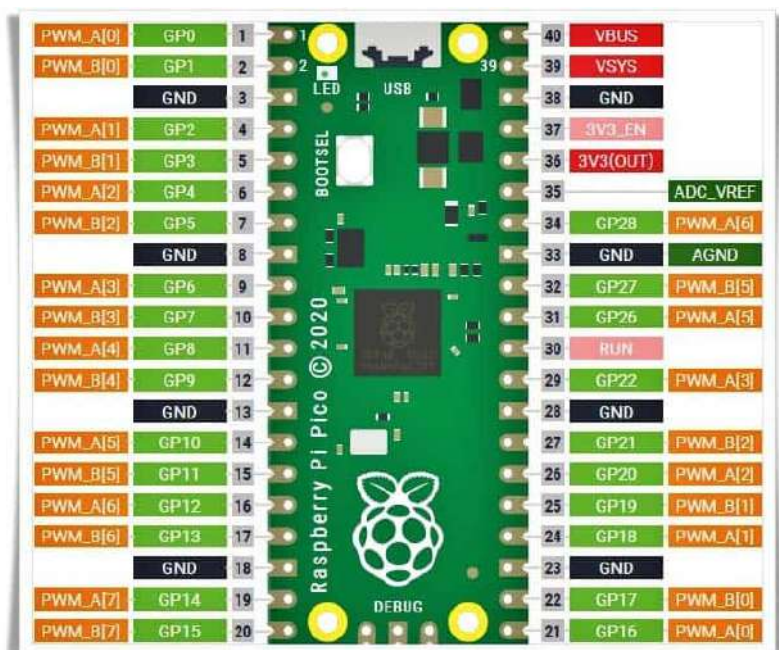 PWM_A[0] GP0 1 1 40 VBUS
PWM_B[0] GP1 2 2 39 39 VSYS
LED USB
GND 3 38 GND
PWM_A[1] GP2 4 37 3V3_EN
PWM_B[1] GP3 5 36 3V3(OUT)
BOOTSEL
PWM_A[2] GP4 6 35 ADC_VREF
PWM_B[2] GP5 7 34 GP28 PWM_A[6]
GND 8 33 GND AGND
PWM_A[3] GP6 9 32 GP27 PWM_B[5]
PWM_B[3] GP7 10 31 GP26 PWM_A[5]
PWM_A[4] GP8 11 30 RUN
PWM_B[4] GP9 12 29 GP22 PWM_A[3]
GND 13 28 GND
PWM_A[5] GP10 14 27 GP21 PWM_B[2]
PWM_B[5] GP11 15 26 GP20 PWM_A[2]
PWM_A[6] GP12 16 25 GP19 PWM_B[1]
PWM_B[6] GP13 17 24 GP18 PWM_A[1]
GND 18 23 GND
Raspberry Pi Pico © 2020
PWM_A[7] GP14 19 22 GP17 PWM_B[0]
DEBUG
PWM_B[7] GP15 20 21 GP16 PWM_A[0]